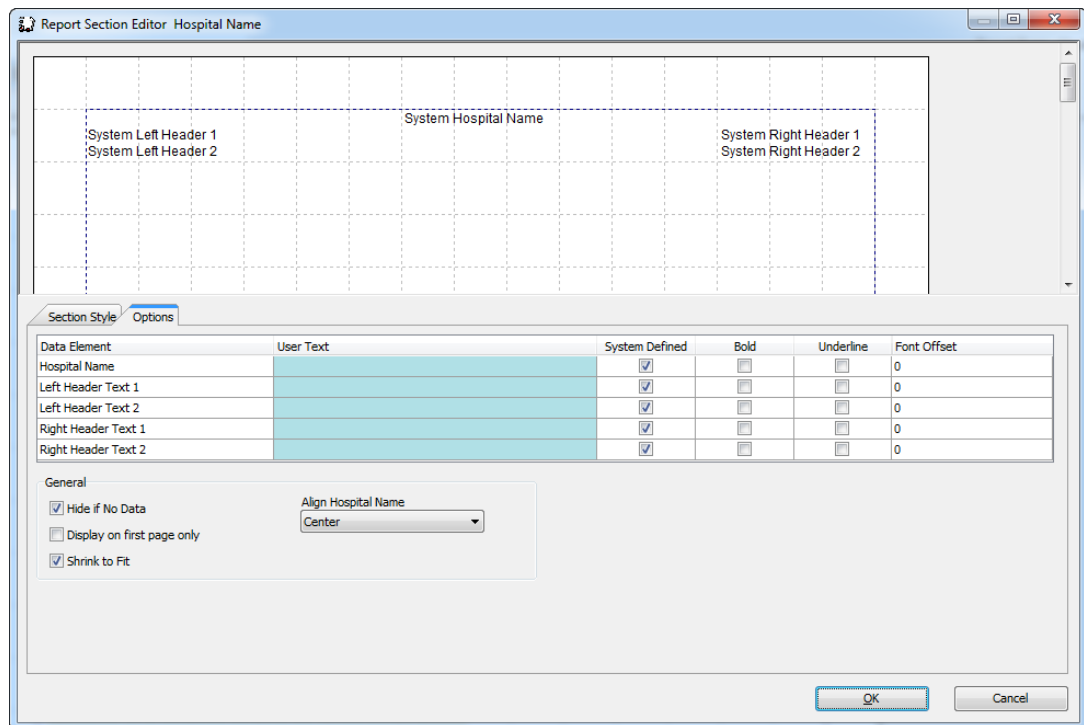 Report Section Editor  Hospital Name
System Hospital Name
System Left Header 1 System Right Header 1
System Left Header 2 System Right Header 2
Section Style Options
Data Element User Text System Defined Bold Underline Font Offset
Hospital Name 0
Left Header Text 1 0
Left Header Text 2 0
Right Header Text 1 0
Right Header Text 2 0
General
Hide if No Data
Align Hospital Name
Center
Display on first page only
Shrink to Fit
OK Cancel